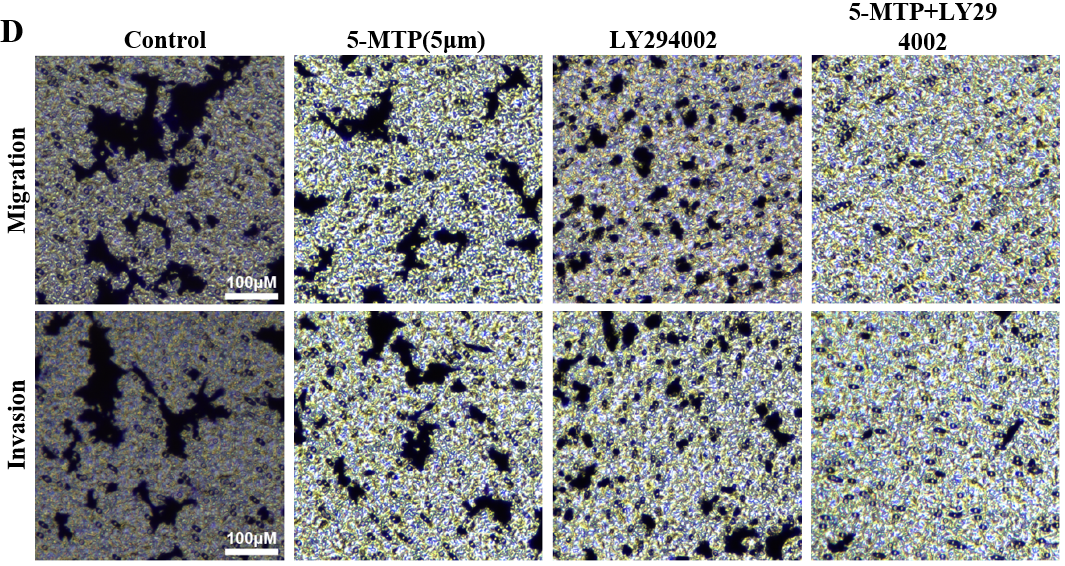 D
Control
5-MTP(5μm)
LY294002
5-MTP+LY29
4002
Migration
100μM
Invasion
100μM